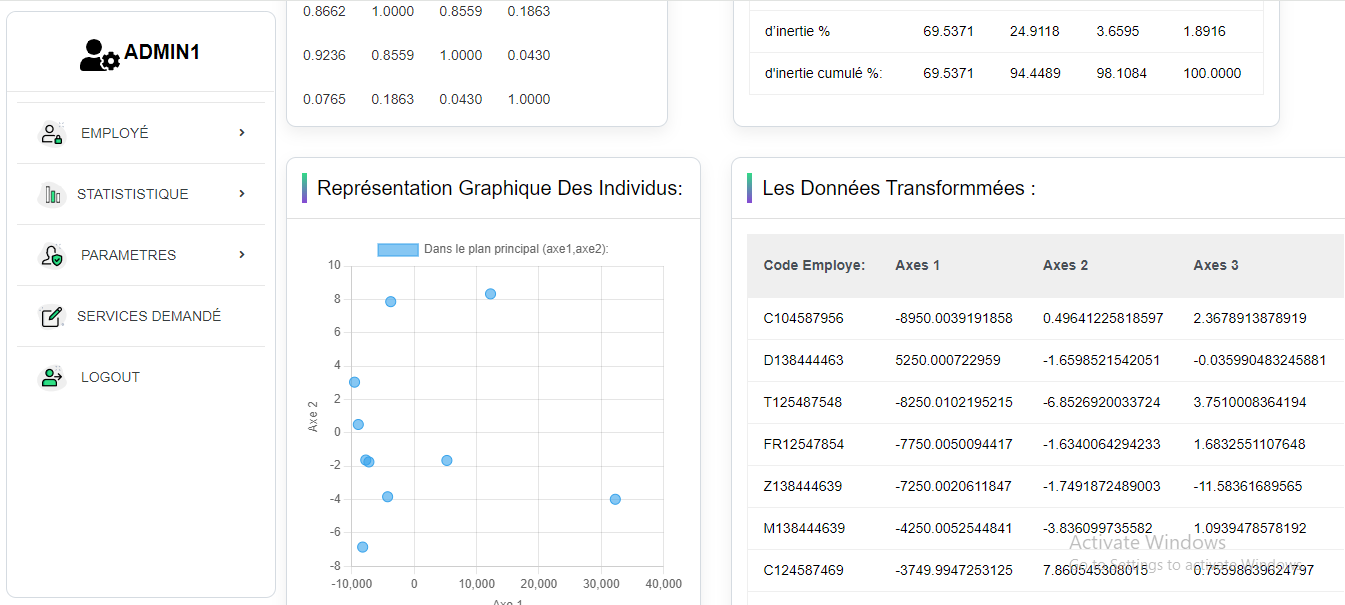 ADMIN1
EMPLOYÉ
STATISTISTIQUE
PARAMETRES
SERVICES DEMANDÉ
LOGOUT
0.8662 1.0000 0.8559 0.1863
0.9236 0.8559 1.0000 0.0430
0.0765 0.1863 0.0430 1.0000
d'inertie % 69.5371 24.9118 3.6595 1.8916
d'inertie cumulé %: 69.5371 94.4489 98.1084 100.0000
Représentation Graphique Des Individus:
Dans le plan principal (axe1,axe2):
10
8
6
4
2
0
-2
-4
-6
-8
Axe 2
-10,000 0 10,000 20,000 30,000 40,000
Axe 1
Les Données Transformmées :
Code Employe: Axes 1 Axes 2 Axes 3
C104587956 -8950.0039191858 0.49641225818597 2.3678913878919
D138444463 5250.000722959 -1.6598521542051 -0.035990483245881
T125487548 -8250.0102195215 -6.8526920033724 3.7510008364194
FR12547854 -7750.0050094417 -1.6340064294233 1.6832551107648
Z138444639 -7250.0020611847 -1.7491872489003 -11.58361689565
M138444639 -4250.0052544841 -3.836099735582 1.0939478578192
C124587469 -3749.9947253125 7.860545308015 0.75598639624797
Activate Windows
Go to Settings to activate Windows.